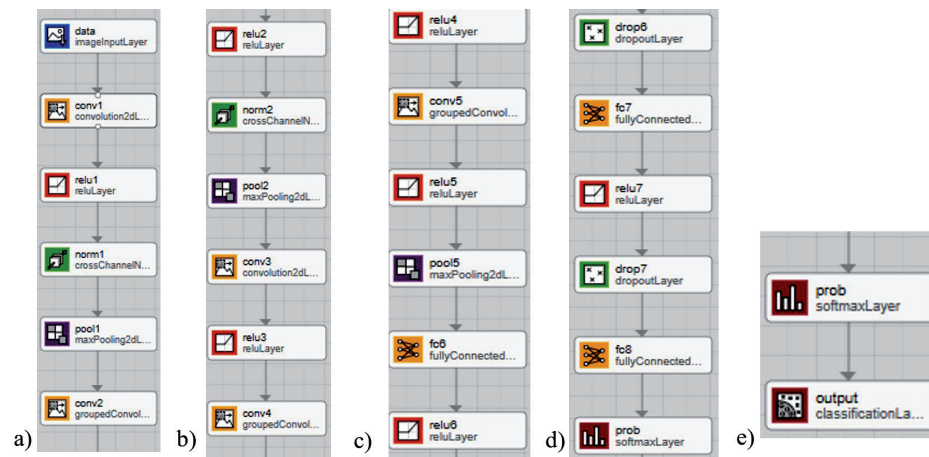 data
imageInputLayer
conv1
convolution2dL...
relu1
reluLayer
norm1
crossChannelN...
pool1
maxPooling2dL...
conv2
groupedConvol...
a)
relu2
reluLayer
norm2
crossChannelN...
pool2
maxPooling2dL...
conv3
convolution2dL...
relu3
reluLayer
conv4
groupedConvol...
b)
relu4
reluLayer
conv5
groupedConvol...
relu5
reluLayer
pool5
maxPooling2dL...
fc6
fullyConnected...
relu6
reluLayer
c)
drop6
dropoutLayer
fc7
fullyConnected...
relu7
reluLayer
drop7
dropoutLayer
fc8
fullyConnected...
prob
softmaxLayer
d)
prob
softmaxLayer
output
classificationLa...
e)